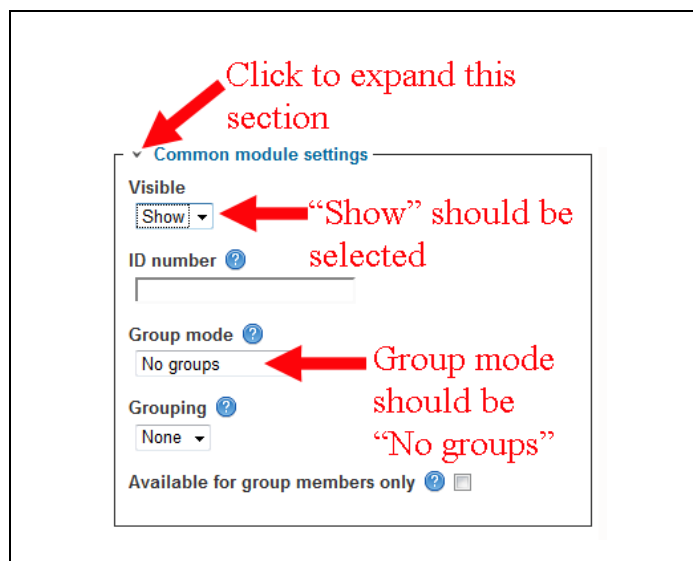 Click to expand this
section
Common module settings
Visible
Show
“Show” should be
selected
ID number
Group mode
No groups
Group mode
should be
“No groups”
Grouping
None
Available for group members only